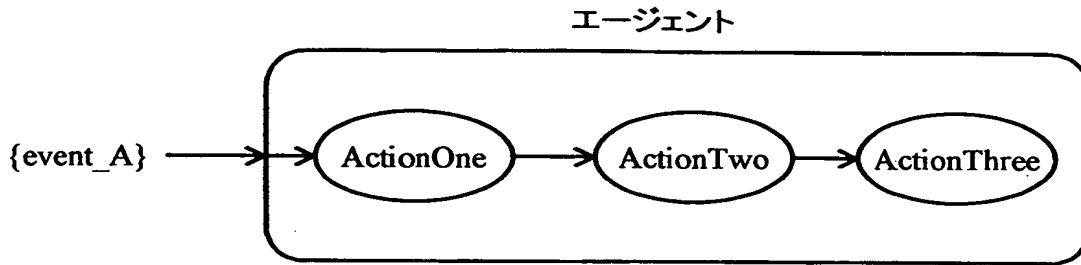 エージェント
{event_A}
ActionOne
ActionTwo
ActionThree